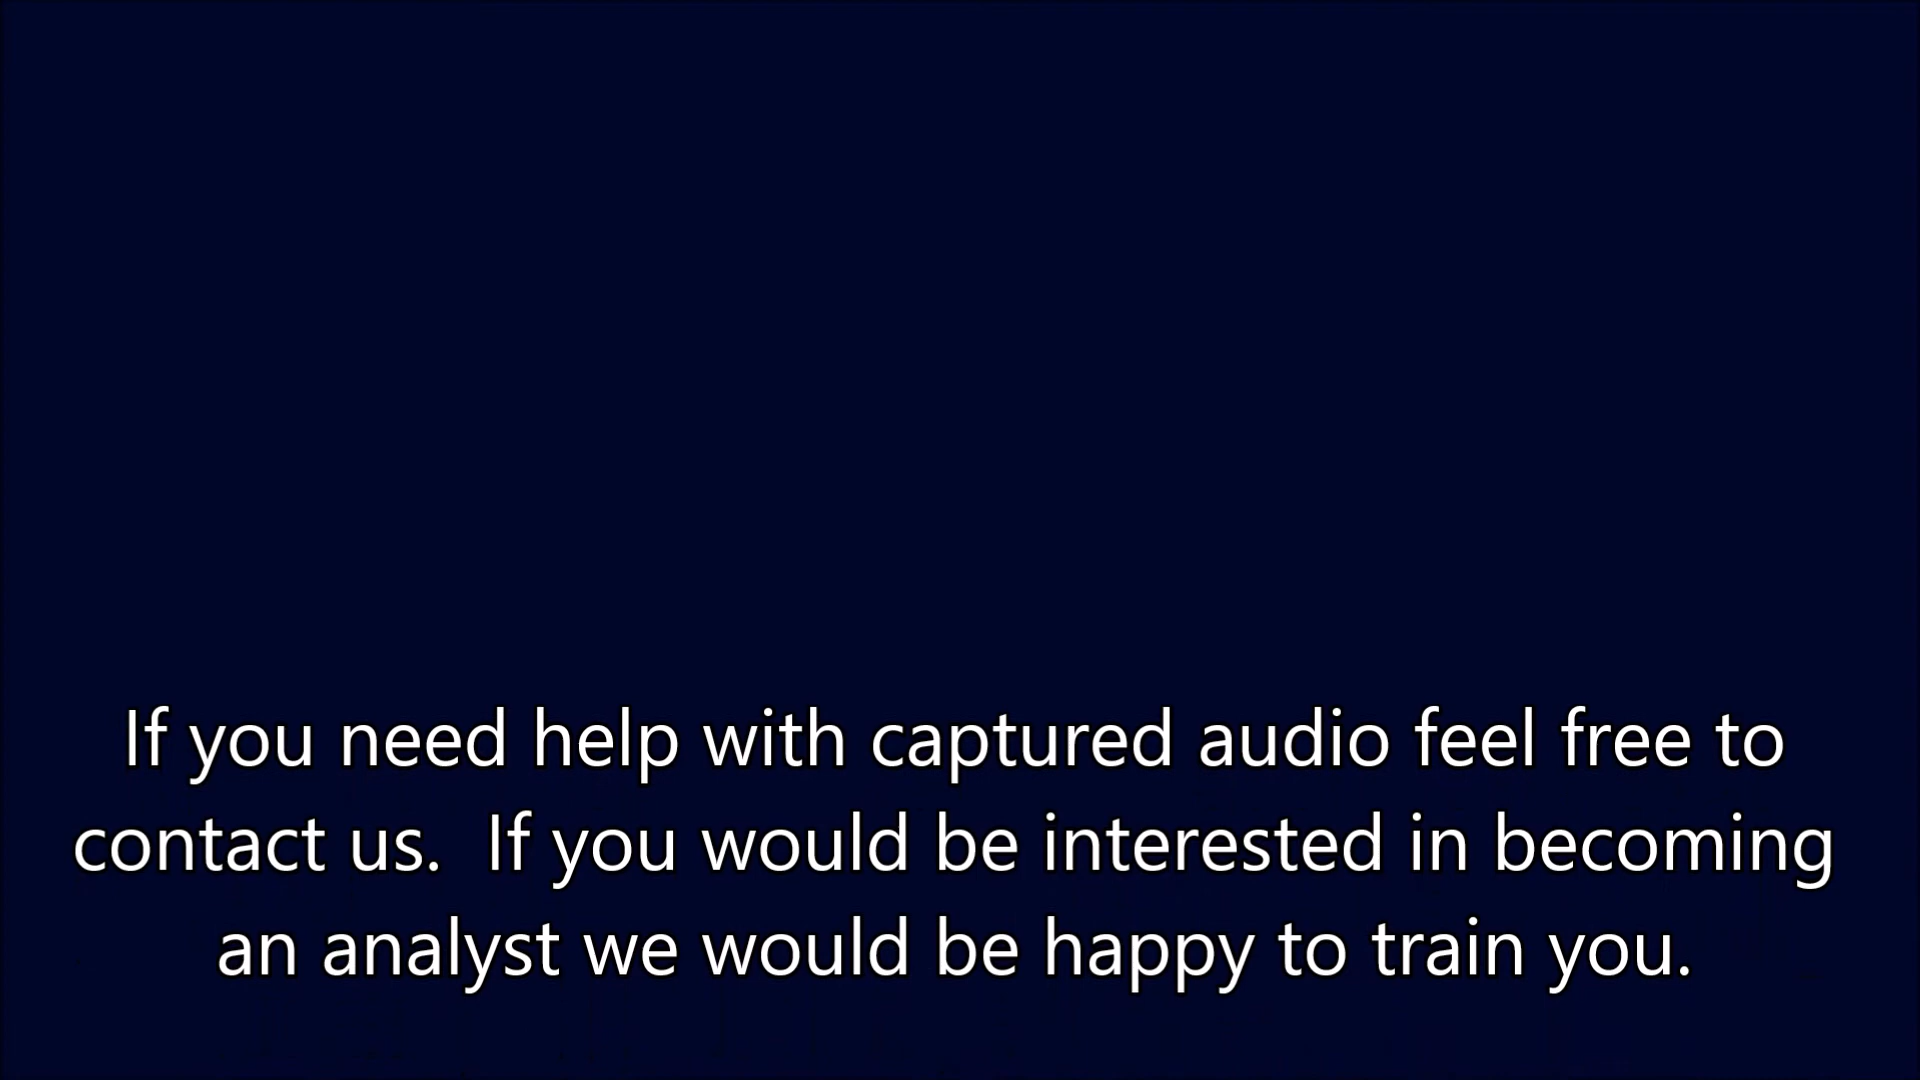 If you need help with captured audio feel free to
contact us.  If you would be interested in becoming
an analyst we would be happy to train you.